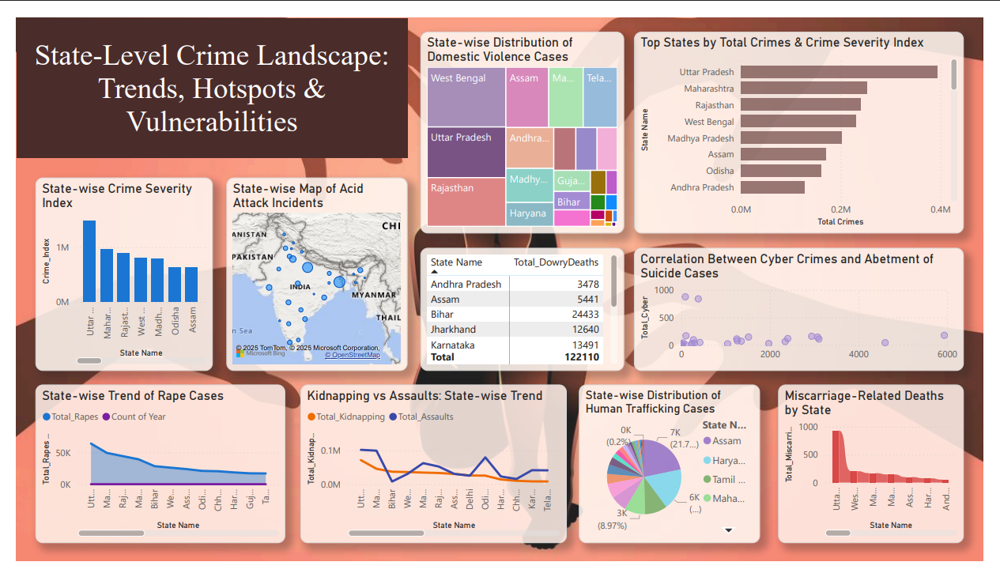 State-Level Crime Landscape:
Trends, Hotspots &
Vulnerabilities
State-wise Distribution of
Domestic Violence Cases
West Bengal
Assam
Ma...
Tela...
Uttar Pradesh
Andhra...
Rajasthan
Madhy...
Guja...
Bihar
Haryana
Top States by Total Crimes & Crime Severity Index
State Name
Uttar Pradesh
Maharashtra
Rajasthan
West Bengal
Madhya Pradesh
Assam
Odisha
Andhra Pradesh
0.0M 0.2M 0.4M
Total Crimes
State-wise Crime Severity
Index
Crime_Index
1M
0M
Uttar ...
Mahar...
Rajast...
West ...
Madh...
Odisha
Assam
State Name
State-wise Map of Acid
Attack Incidents
ANISTAN
CHI
PAKISTAN
INDIA
MYANMAR
THAIL
n Sea
© 2025 TomTom, © 2025 Microsoft Corporation,
Microsoft Bing
© OpenStreetMap
State Name Total_DowryDeaths
Andhra Pradesh 3478
Assam 5441
Bihar 24433
Jharkhand 12640
Karnataka 13491
Total 122110
Correlation Between Cyber Crimes and Abetment of
Suicide Cases
Total_Cyber
1000
500
0
0 2000 4000 6000
State-wise Trend of Rape Cases
Total_Rapes Count of Year
Total_Rapes ...
50K
0K
Utt...
Ma...
Raj...
Ma...
Bihar
We...
Ass...
Odi...
Chh...
Har...
Guj...
Ta...
State Name
Kidnapping vs Assaults: State-wise Trend
Total_Kidnapping Total_Assaults
Total_Kidnap...
0.1M
0.0M
Utt...
Ma...
Bihar
We...
Ma...
Raj...
Ass...
Delhi
Odi...
Har...
Chh...
Kar...
Tela...
State Name
State-wise Distribution of
Human Trafficking Cases
0K
(0.2%)
7K
(21.7...)
6K
(...)
3K
(8.97%)
State N...
Assam
Harya...
Tamil ...
Maha...
Miscarriage-Related Deaths
by State
Total_Miscarri...
1000
500
0
Utta...
Wes...
Ma...
Ma...
Ass...
Har...
And...
State Name